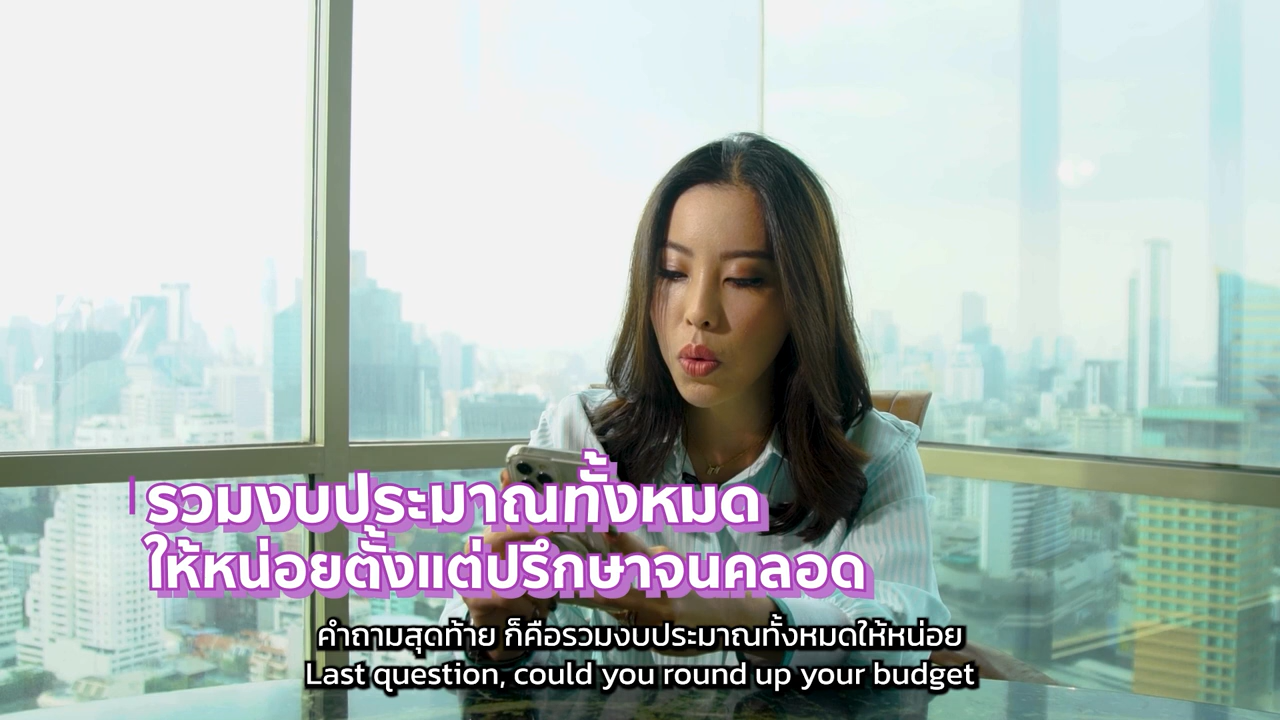 รวมงบประมาณทั้งหมด
ให้หน่อยตั้งแต่ปรึกษาจนคลอด
คำถามสุดท้าย ก็คือรวมงบประมาณทั้งหมดให้หน่อย
Last question, could you round up your budget